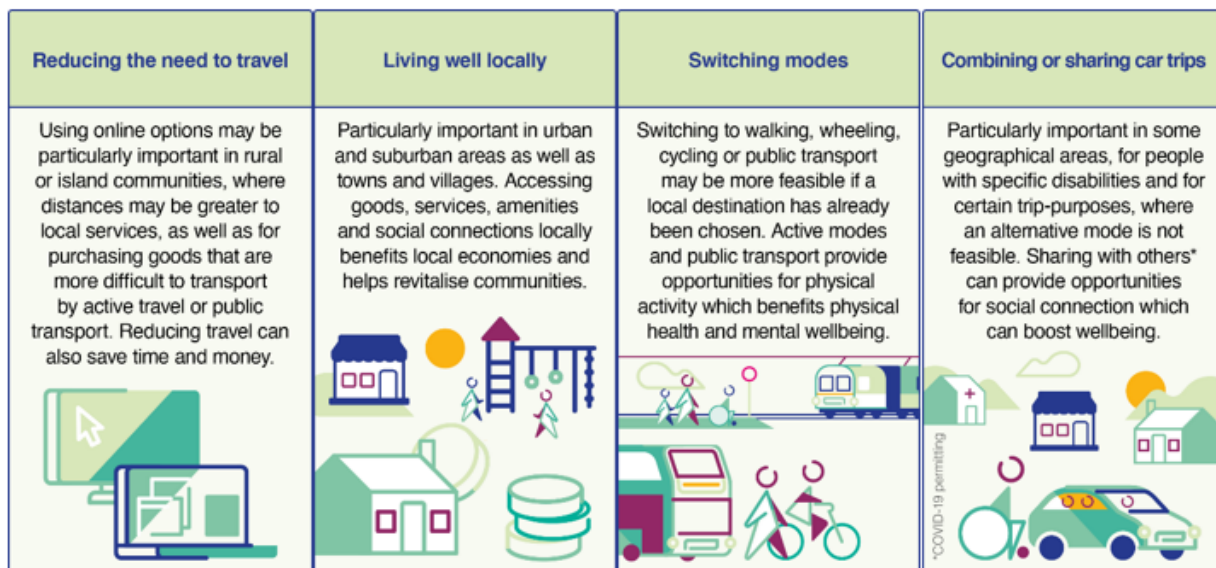 Reducing the need to travel
Using online options may be
particularly important in rural
or island communities, where
distances may be greater to
local services, as well as for
purchasing goods that are
more difficult to transport
by active travel or public
transport. Reducing travel can
also save time and money.
Living well locally
Particularly important in urban
and suburban areas as well as
towns and villages. Accessing
goods, services, amenities
and social connections locally
benefits local economies and
helps revitalise communities.
Switching modes
Switching to walking, wheeling,
cycling or public transport
may be more feasible if a
local destination has already
been chosen. Active modes
and public transport provide
opportunities for physical
activity which benefits physical
health and mental wellbeing.
Combining or sharing car trips
Particularly important in some
geographical areas, for people
with specific disabilities and for
certain trip-purposes, where
an alternative mode is not
feasible. Sharing with others*
can provide opportunities
for social connection which
can boost wellbeing.
*COVID-19 permitting